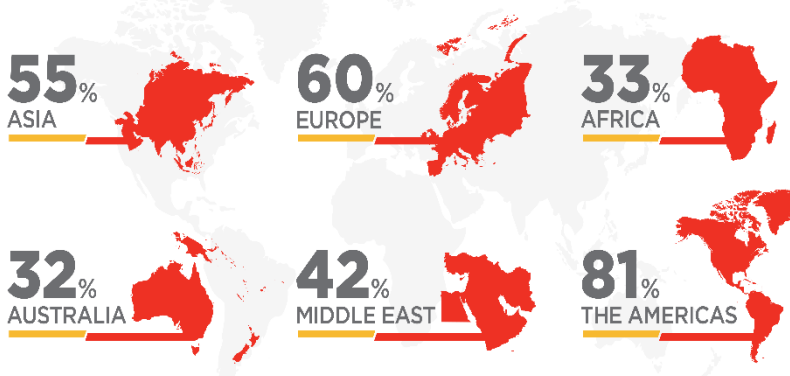 55%
ASIA
60%
EUROPE
33%
AFRICA
32%
AUSTRALIA
42%
MIDDLE EAST
81%
THE AMERICAS